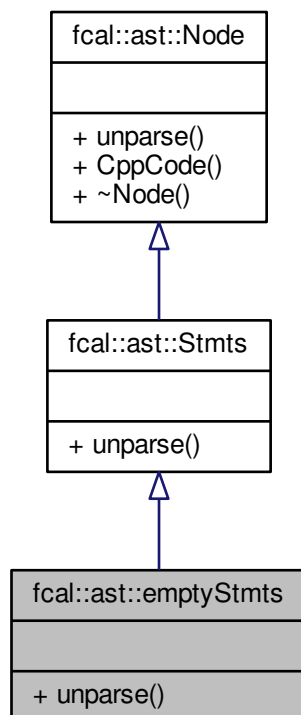 fcal::ast::Node
+ unparse()
+ CppCode()
+ ~Node()
fcal::ast::Stmts
+ unparse()
fcal::ast::emptyStmts
+ unparse()